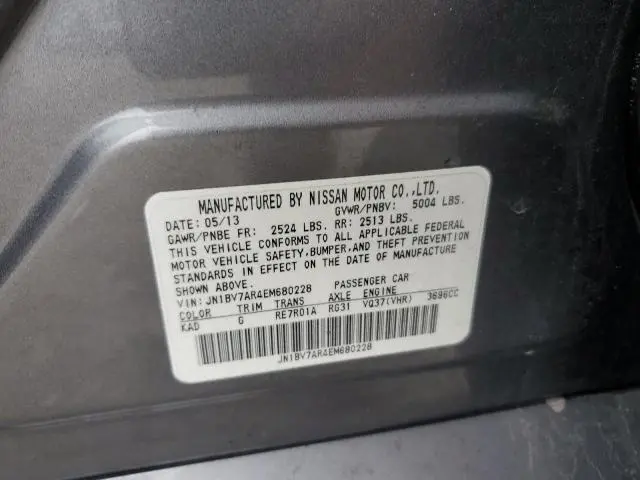 MANUFACTURED BY NISSAN MOTOR CO.,LTD.
DATE: 05/13 GVWR/PNBV: 5004 LBS.
GAWR/PNBE FR: 2524 LBS. RR: 2513 LBS.
THIS VEHICLE CONFORMS TO ALL APPLICABLE FEDERAL
MOTOR VEHICLE SAFETY,BUMPER,AND THEFT PREVENTION
STANDARDS IN EFFECT ON THE DATE OF MANUFACTURE
SHOWN ABOVE.
VIN: JN1BV7AR4EM680228 PASSENGER CAR
COLOR TRIM TRANS AXLE ENGINE
KAD G RE7R01A RG31 VQ37(VHR) 3696CC
JN1BV7AR4EM680228